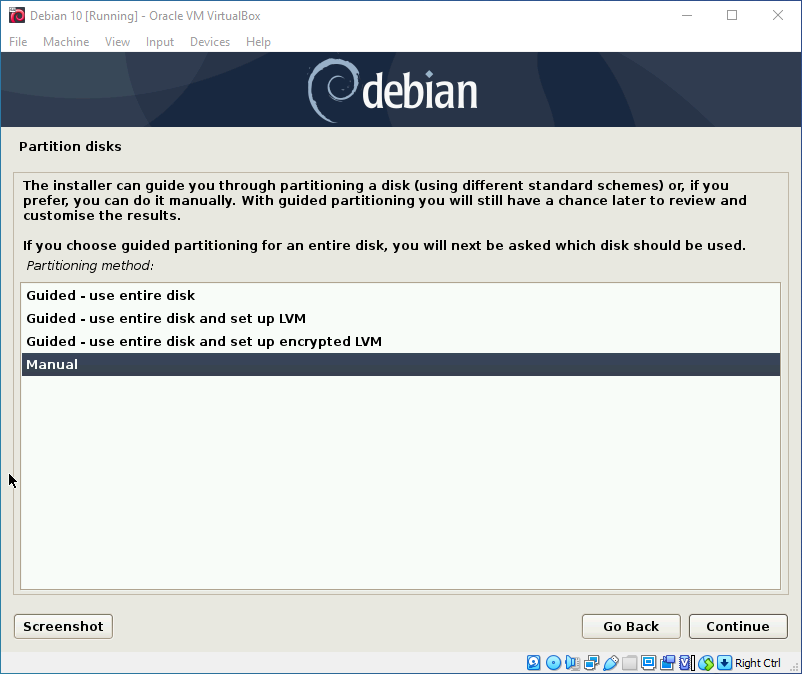 Debian 10 [Running] - Oracle VM VirtualBox
File Machine View Input Devices Help
debian
Partition disks
The installer can guide you through partitioning a disk (using different standard schemes) or, if you
prefer, you can do it manually. With guided partitioning you will still have a chance later to review and
customise the results.
If you choose guided partitioning for an entire disk, you will next be asked which disk should be used.
Partitioning method:
Guided - use entire disk
Guided - use entire disk and set up LVM
Guided - use entire disk and set up encrypted LVM
Manual
Screenshot Go Back Continue
Right Ctrl